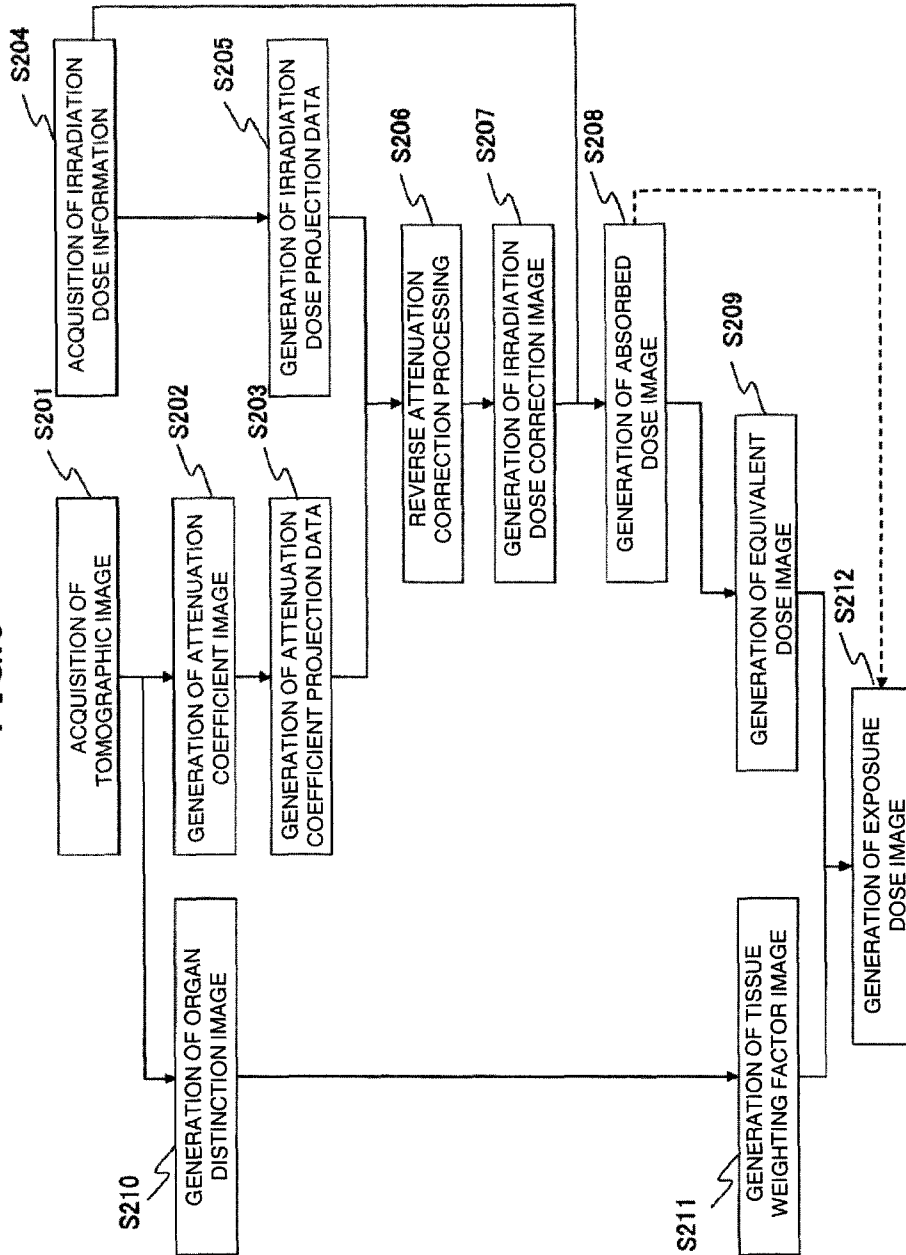 S201
ACQUISITION OF
TOMOGRAPHIC IMAGE
S202
GENERATION OF ATTENUATION
COEFFICIENT IMAGE
S203
GENERATION OF ATTENUATION
COEFFICIENT PROJECTION DATA
S204
ACQUISITION OF IRRADIATION
DOSE INFORMATION
S205
GENERATION OF IRRADIATION
DOSE PROJECTION DATA
S206
REVERSE ATTENUATION
CORRECTION PROCESSING
S207
GENERATION OF IRRADIATION
DOSE CORRECTION IMAGE
S208
GENERATION OF ABSORBED
DOSE IMAGE
S209
GENERATION OF EQUIVALENT
DOSE IMAGE
S210
GENERATION OF ORGAN
DISTINCTION IMAGE
S211
GENERATION OF TISSUE
WEIGHTING FACTOR IMAGE
S212
GENERATION OF EXPOSURE
DOSE IMAGE